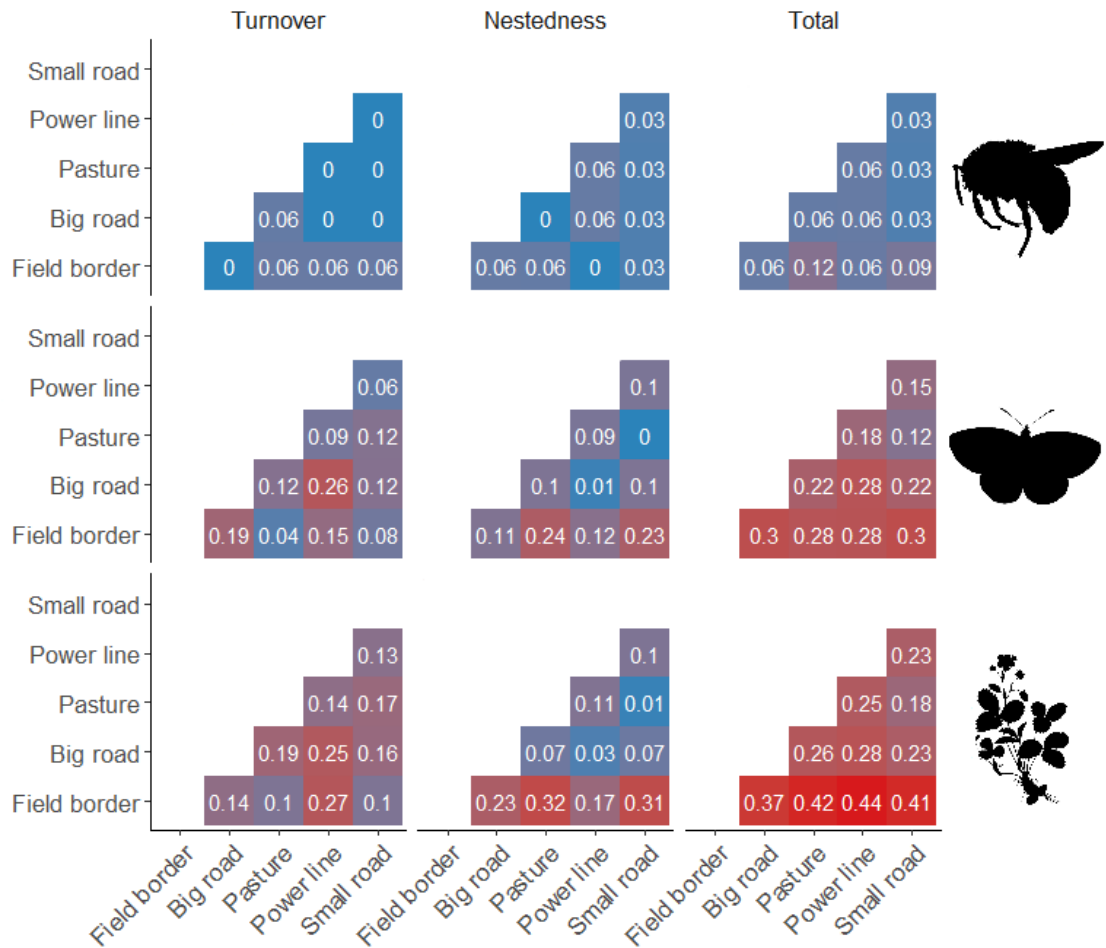 Turnover Nestedness Total
Small road
Power line 0 0.03 0.03
Pasture 0 0 0.06 0.03 0.06 0.03
Big road 0.06 0 0 0 0.06 0.03 0.06 0.06 0.03
Field border 0 0.06 0.06 0.06 0.06 0.06 0 0.03 0.06 0.12 0.06 0.09
Small road
Power line 0.06 0.1 0.15
Pasture 0.09 0.12 0.09 0 0.18 0.12
Big road 0.12 0.26 0.12 0.1 0.01 0.1 0.22 0.28 0.22
Field border 0.19 0.04 0.15 0.08 0.11 0.24 0.12 0.23 0.3 0.28 0.28 0.3
Small road
Power line 0.13 0.1 0.23
Pasture 0.14 0.17 0.11 0.01 0.25 0.18
Big road 0.19 0.25 0.16 0.07 0.03 0.07 0.26 0.28 0.23
Field border 0.14 0.1 0.27 0.1 0.23 0.32 0.17 0.31 0.37 0.42 0.44 0.41
Field border Big road Pasture Power line Small road Field border Big road Pasture Power line Small road Field border Big road Pasture Power line Small road